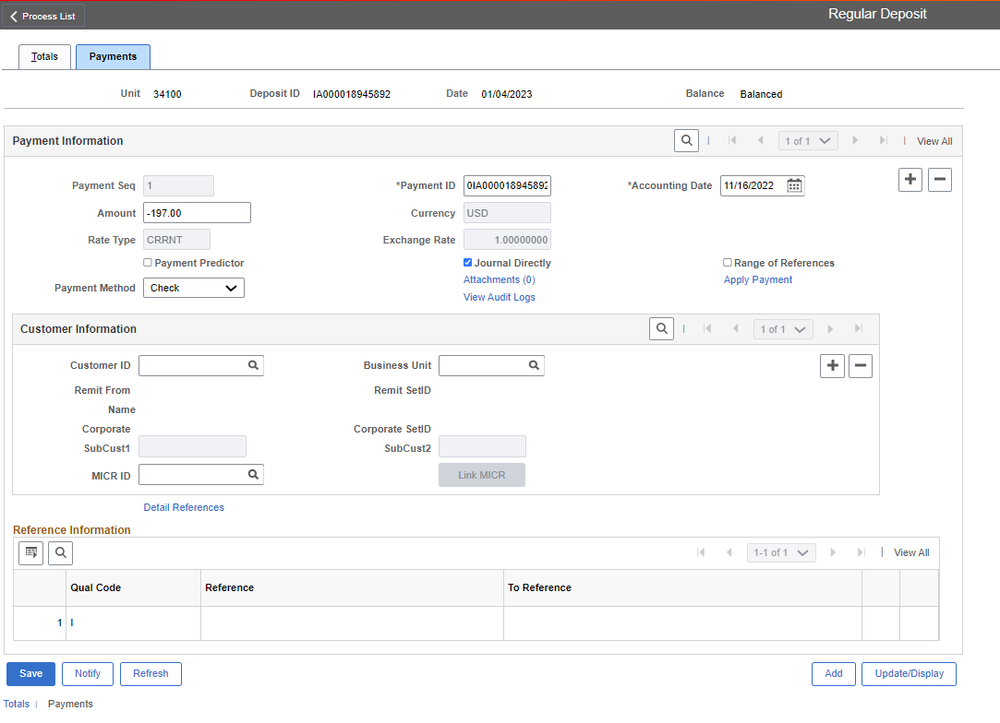 Process List
Regular Deposit
Totals
Payments
Unit 34100 Deposit ID IA000018945892 Date 01/04/2023 Balance Balanced
Payment Information 1 of 1 View All
Payment Seq 1 *Payment ID 0IA000018945892 *Accounting Date 11/16/2022
Amount -197.00 Currency USD
Rate Type CRRNT Exchange Rate 1.00000000
Payment Predictor Journal Directly Range of References
Attachments (0) Apply Payment
Payment Method Check
View Audit Logs
Customer Information 1 of 1
Customer ID Business Unit
Remit From Remit SetID
Name
Corporate Corporate SetID
SubCust1 SubCust2
MICR ID Link MICR
Detail References
Reference Information
1-1 of 1 View All
Qual Code Reference To Reference
1 I
Save Notify Refresh Add Update/Display
Totals | Payments